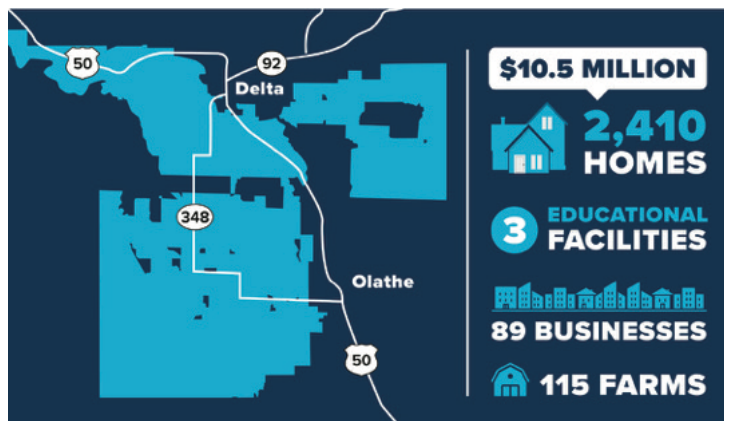 50
92
Delta
348
Olathe
50
$10.5 MILLION
2,410
HOMES
3
EDUCATIONAL
FACILITIES
89 BUSINESSES
115 FARMS